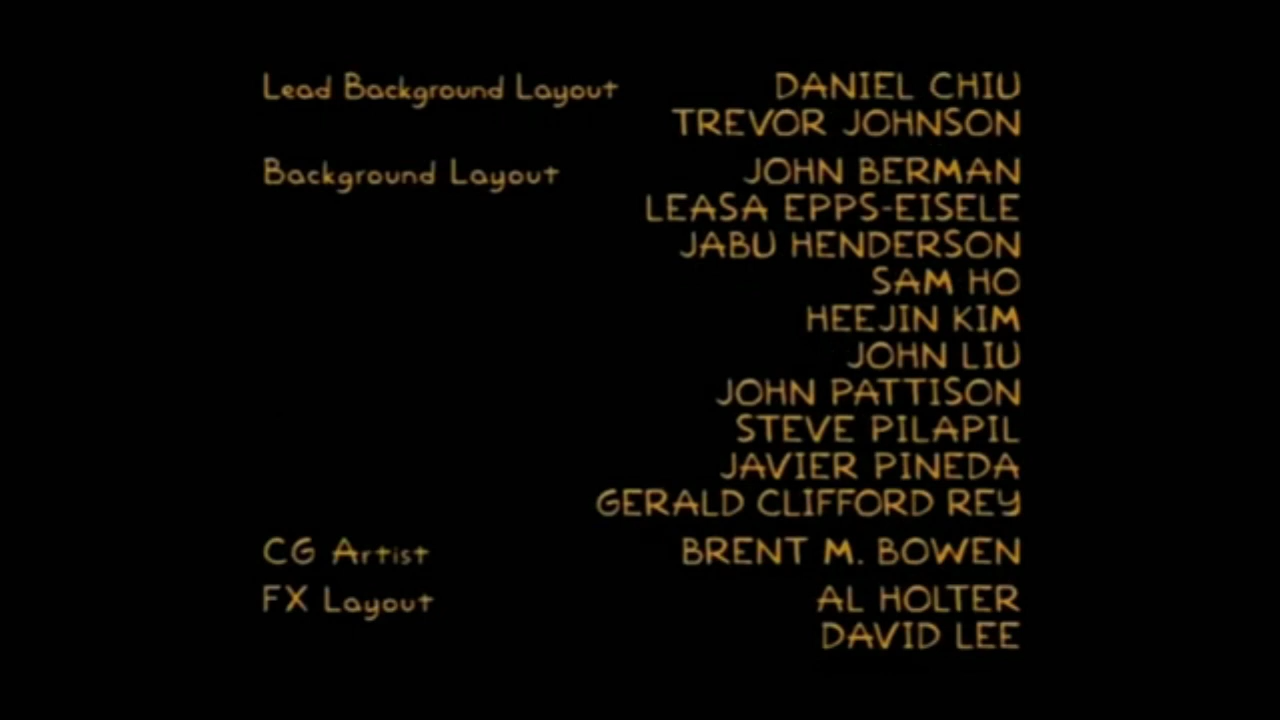 Lead Background Layout DANIEL CHIU
TREVOR JOHNSON
Background Layout JOHN BERMAN
LEASA EPPS-EISELE
JABU HENDERSON
SAM HO
HEEJIN KIM
JOHN LIU
JOHN PATTISON
STEVE PILAPIL
JAVIER PINEDA
GERALD CLIFFORD REY
CG Artist BRENT M. BOWEN
FX Layout AL HOLTER
DAVID LEE